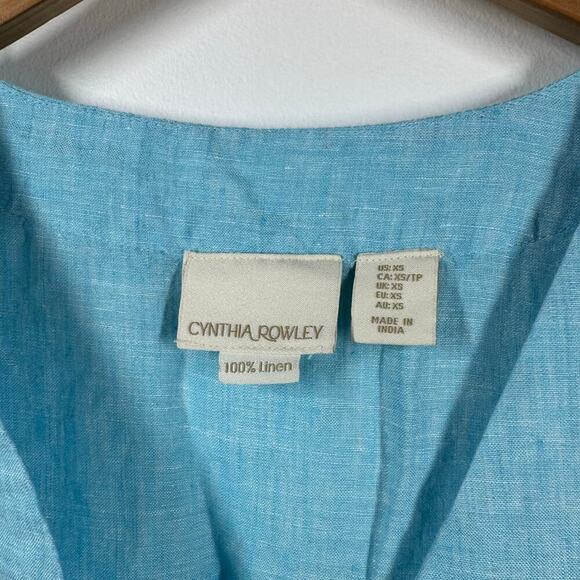 CYNTHIA ROWLEY
100% Linen
US: XS
CA: XS/TP
UK: XS
EU: XS
AU: XS
MADE IN
INDIA